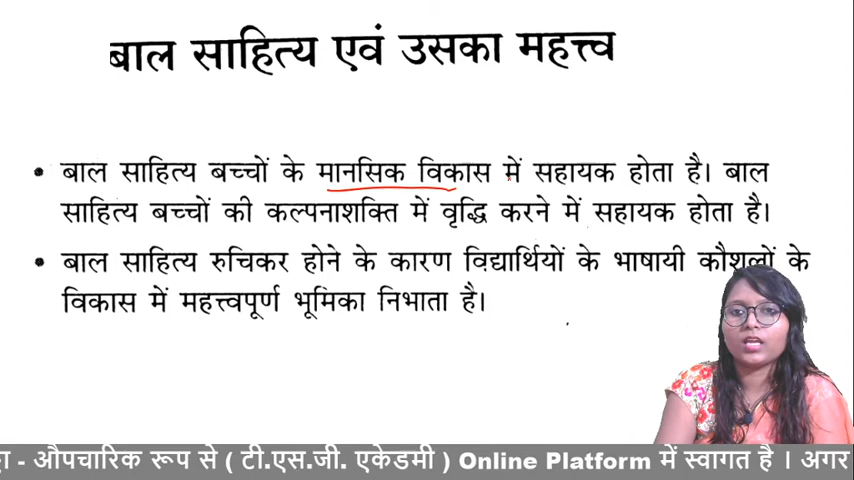 बाल साहित्य एवं उसका महत्त्व
• बाल साहित्य बच्चों के मानसिक विकास में सहायक होता है। बाल
साहित्य बच्चों की कल्पनाशक्ति में वृद्धि करने में सहायक होता है।
• बाल साहित्य रुचिकर होने के कारण विद्यार्थियों के भाषायी कौशलों के
विकास में महत्त्वपूर्ण भूमिका निभाता है।
- औपचारिक रूप से ( टी.एस.जी. एकेडमी ) Online Platform में स्वागत है । अगर